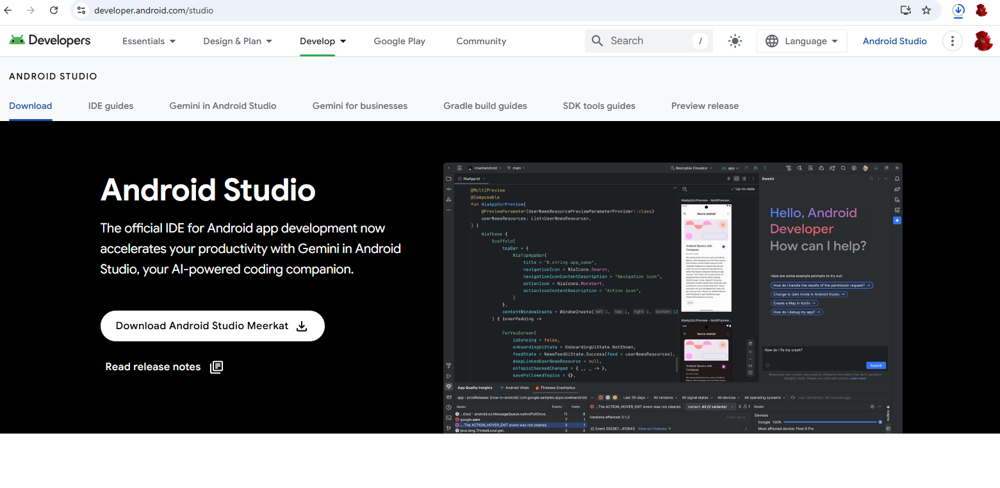 developer.android.com/studio
Developers
Essentials
Design & Plan
Develop
Google Play
Community
Search
/
Language
Android Studio
ANDROID STUDIO
Download
IDE guides
Gemini in Android Studio
Gemini for businesses
Gradle build guides
SDK tools guides
Preview release
Android Studio
The official IDE for Android app development now
accelerates your productivity with Gemini in Android
Studio, your AI-powered coding companion.
Download Android Studio Meerkat
Read release notes
nowinandroid
main
Resizable Emulator
app
NiaApp.kt
@MultiPreview
@Composable
fun NiaAppScrPreview(
@PreviewParameter(UserNewsResourcePreviewParameterProvider::class)
userNewsResources: List<UserNewsResource>,
) {
NiaTheme {
Scaffold(
topBar = {
NiaTopAppBar(
title = "R.string.app_name",
navigationIcon = NiaIcons.Search,
navigationIconContentDescription = "Navigation icon",
actionIcon = NiaIcons.MoreVert,
actionIconContentDescription = "Action icon",
)
},
contentWindowInsets = WindowInsets(left: 1, top: 1, right: 1, bottom: 1)
) { innerPadding ->
ForYouScreen(
isSyncing = false,
onboardingUiState = OnboardingUiState.NotShown,
feedState = NewsFeedUiState.Success(feed = userNewsResources),
deepLinkedUserNewsResource = null,
onTopicCheckedChanged = { _, _ -> },
saveFollowedTopics = {},
Up-to-date
NiaAppScrPreview - MultiPreview...
Now in Android
Android Basics with
Compose
NiaAppScrPreview - MultiPreview...
Now in Android
Android Basics with
Compose
1:1
Gemini
Hello, Android
Developer
How can I help?
Here are some example prompts to try out:
How do I handle the results of the permission request? →
Change to dark mode in Android Studio →
Create a Map in Kotlin →
How do I debug my app? →
How do I fix my crash?
Submit
Responses may contain inaccurate or offensive information that don't represent
Google's views. Please use code with caution. Learn more
App Quality Insights
Android Vitals
Firebase Crashlytics
app › prodRelease: [now-in-android] com.google.samples.apps.nowinandroid
Last 30 days
All versions
All signal states
All devices
All operating systems
Last refreshed: 38 minutes ago
Issues
Events
Users
...thod - android.os.MessageQueue.nativePollOnce.
11
8
google.aam
7
1
... The ACTION_HOVER_EXIT event was not cleared.
3
1
java.lang.ThreadLocal.get.
3
2
...The ACTION_HOVER_EXIT event was not cleared.
Variant: All (2 variants)
3
1
Versions affected: 0.1.2
Close issue
Event 202367...413943
View on Firebase
Details
Devices
Google 100%
Most affected device: Pixel 8 Pro
Insights